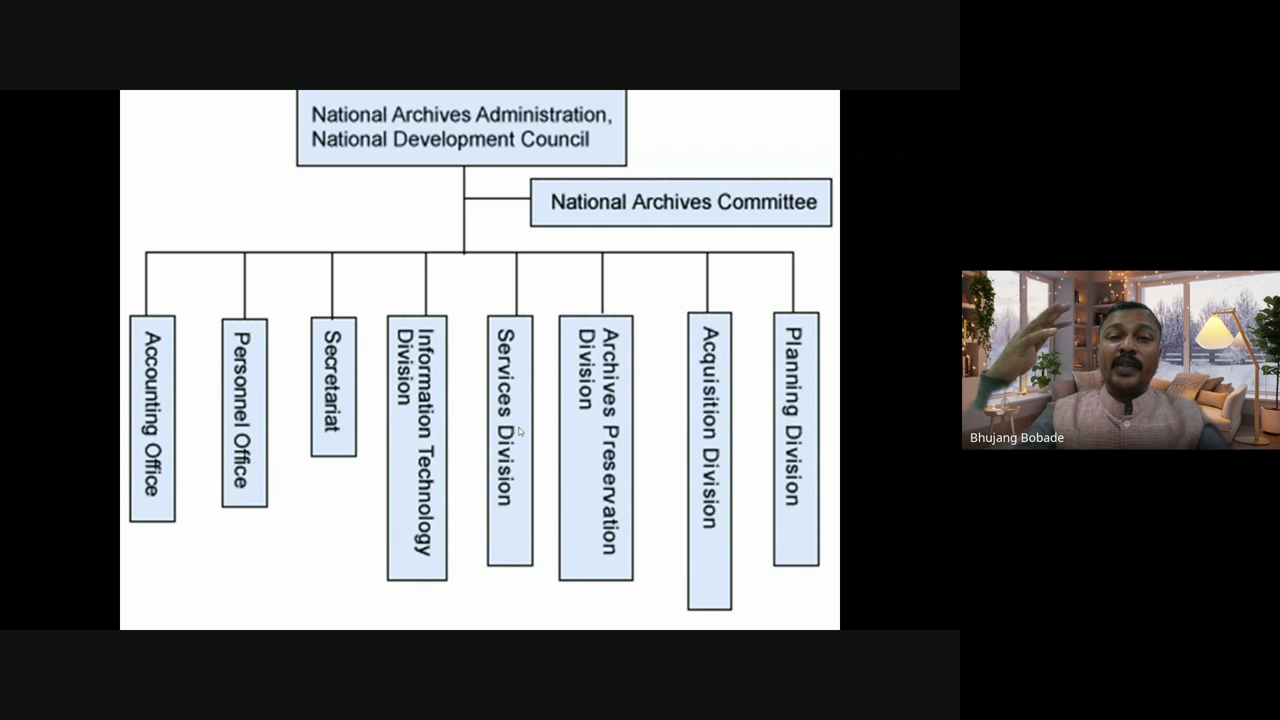 National Archives Administration,
National Development Council
National Archives Committee
Accounting Office
Personnel Office
Secretariat
Information Technology
Division
Services Division
Archives Preservation
Division
Acquisition Division
Planning Division
Bhujang Bobade